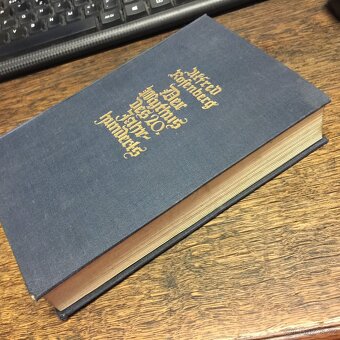 Alfred
Rosenberg
Der
Mythus
des 20.
Jahr-
hunderts